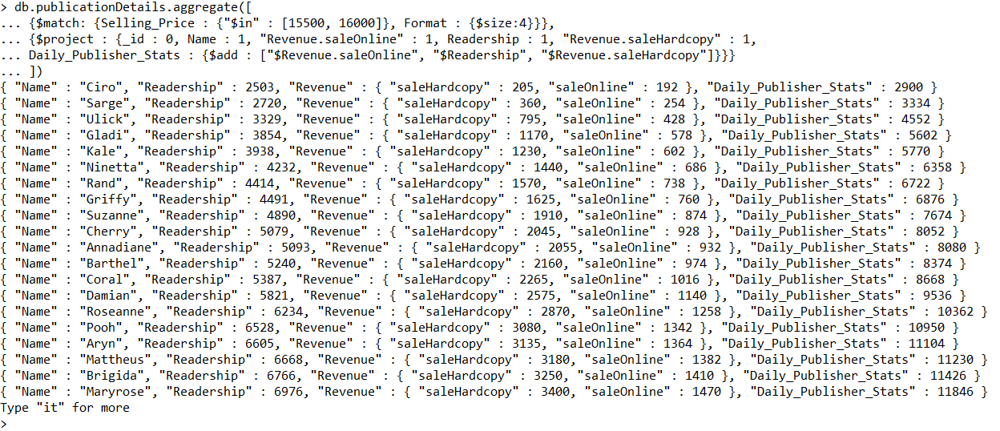 > db.publicationDetails.aggregate([
... {$match: {Selling_Price : {"$in" : [15500, 16000]}, Format : {$size:4}}},
... {$project : {_id : 0, Name : 1, "Revenue.saleOnline" : 1, Readership : 1, "Revenue.saleHardcopy" : 1,
... Daily_Publisher_Stats : {$add : ["$Revenue.saleOnline", "$Readership", "$Revenue.saleHardcopy"]}}}
... ])
{ "Name" : "Ciro", "Readership" : 2503, "Revenue" : { "saleHardcopy" : 205, "saleOnline" : 192 }, "Daily_Publisher_Stats" : 2900 }
{ "Name" : "Sarge", "Readership" : 2720, "Revenue" : { "saleHardcopy" : 360, "saleOnline" : 254 }, "Daily_Publisher_Stats" : 3334 }
{ "Name" : "Ulick", "Readership" : 3329, "Revenue" : { "saleHardcopy" : 795, "saleOnline" : 428 }, "Daily_Publisher_Stats" : 4552 }
{ "Name" : "Gladi", "Readership" : 3854, "Revenue" : { "saleHardcopy" : 1170, "saleOnline" : 578 }, "Daily_Publisher_Stats" : 5602 }
{ "Name" : "Kale", "Readership" : 3938, "Revenue" : { "saleHardcopy" : 1230, "saleOnline" : 602 }, "Daily_Publisher_Stats" : 5770 }
{ "Name" : "Ninetta", "Readership" : 4232, "Revenue" : { "saleHardcopy" : 1440, "saleOnline" : 686 }, "Daily_Publisher_Stats" : 6358 }
{ "Name" : "Rand", "Readership" : 4414, "Revenue" : { "saleHardcopy" : 1570, "saleOnline" : 738 }, "Daily_Publisher_Stats" : 6722 }
{ "Name" : "Griffy", "Readership" : 4491, "Revenue" : { "saleHardcopy" : 1625, "saleOnline" : 760 }, "Daily_Publisher_Stats" : 6876 }
{ "Name" : "Suzanne", "Readership" : 4890, "Revenue" : { "saleHardcopy" : 1910, "saleOnline" : 874 }, "Daily_Publisher_Stats" : 7674 }
{ "Name" : "Cherry", "Readership" : 5079, "Revenue" : { "saleHardcopy" : 2045, "saleOnline" : 928 }, "Daily_Publisher_Stats" : 8052 }
{ "Name" : "Annadiane", "Readership" : 5093, "Revenue" : { "saleHardcopy" : 2055, "saleOnline" : 932 }, "Daily_Publisher_Stats" : 8080 }
{ "Name" : "Barthel", "Readership" : 5240, "Revenue" : { "saleHardcopy" : 2160, "saleOnline" : 974 }, "Daily_Publisher_Stats" : 8374 }
{ "Name" : "Coral", "Readership" : 5387, "Revenue" : { "saleHardcopy" : 2265, "saleOnline" : 1016 }, "Daily_Publisher_Stats" : 8668 }
{ "Name" : "Damian", "Readership" : 5821, "Revenue" : { "saleHardcopy" : 2575, "saleOnline" : 1140 }, "Daily_Publisher_Stats" : 9536 }
{ "Name" : "Roseanne", "Readership" : 6234, "Revenue" : { "saleHardcopy" : 2870, "saleOnline" : 1258 }, "Daily_Publisher_Stats" : 10362 }
{ "Name" : "Pooh", "Readership" : 6528, "Revenue" : { "saleHardcopy" : 3080, "saleOnline" : 1342 }, "Daily_Publisher_Stats" : 10950 }
{ "Name" : "Aryn", "Readership" : 6605, "Revenue" : { "saleHardcopy" : 3135, "saleOnline" : 1364 }, "Daily_Publisher_Stats" : 11104 }
{ "Name" : "Mattheus", "Readership" : 6668, "Revenue" : { "saleHardcopy" : 3180, "saleOnline" : 1382 }, "Daily_Publisher_Stats" : 11230 }
{ "Name" : "Brigida", "Readership" : 6766, "Revenue" : { "saleHardcopy" : 3250, "saleOnline" : 1410 }, "Daily_Publisher_Stats" : 11426 }
{ "Name" : "Maryrose", "Readership" : 6976, "Revenue" : { "saleHardcopy" : 3400, "saleOnline" : 1470 }, "Daily_Publisher_Stats" : 11846 }
Type "it" for more
>